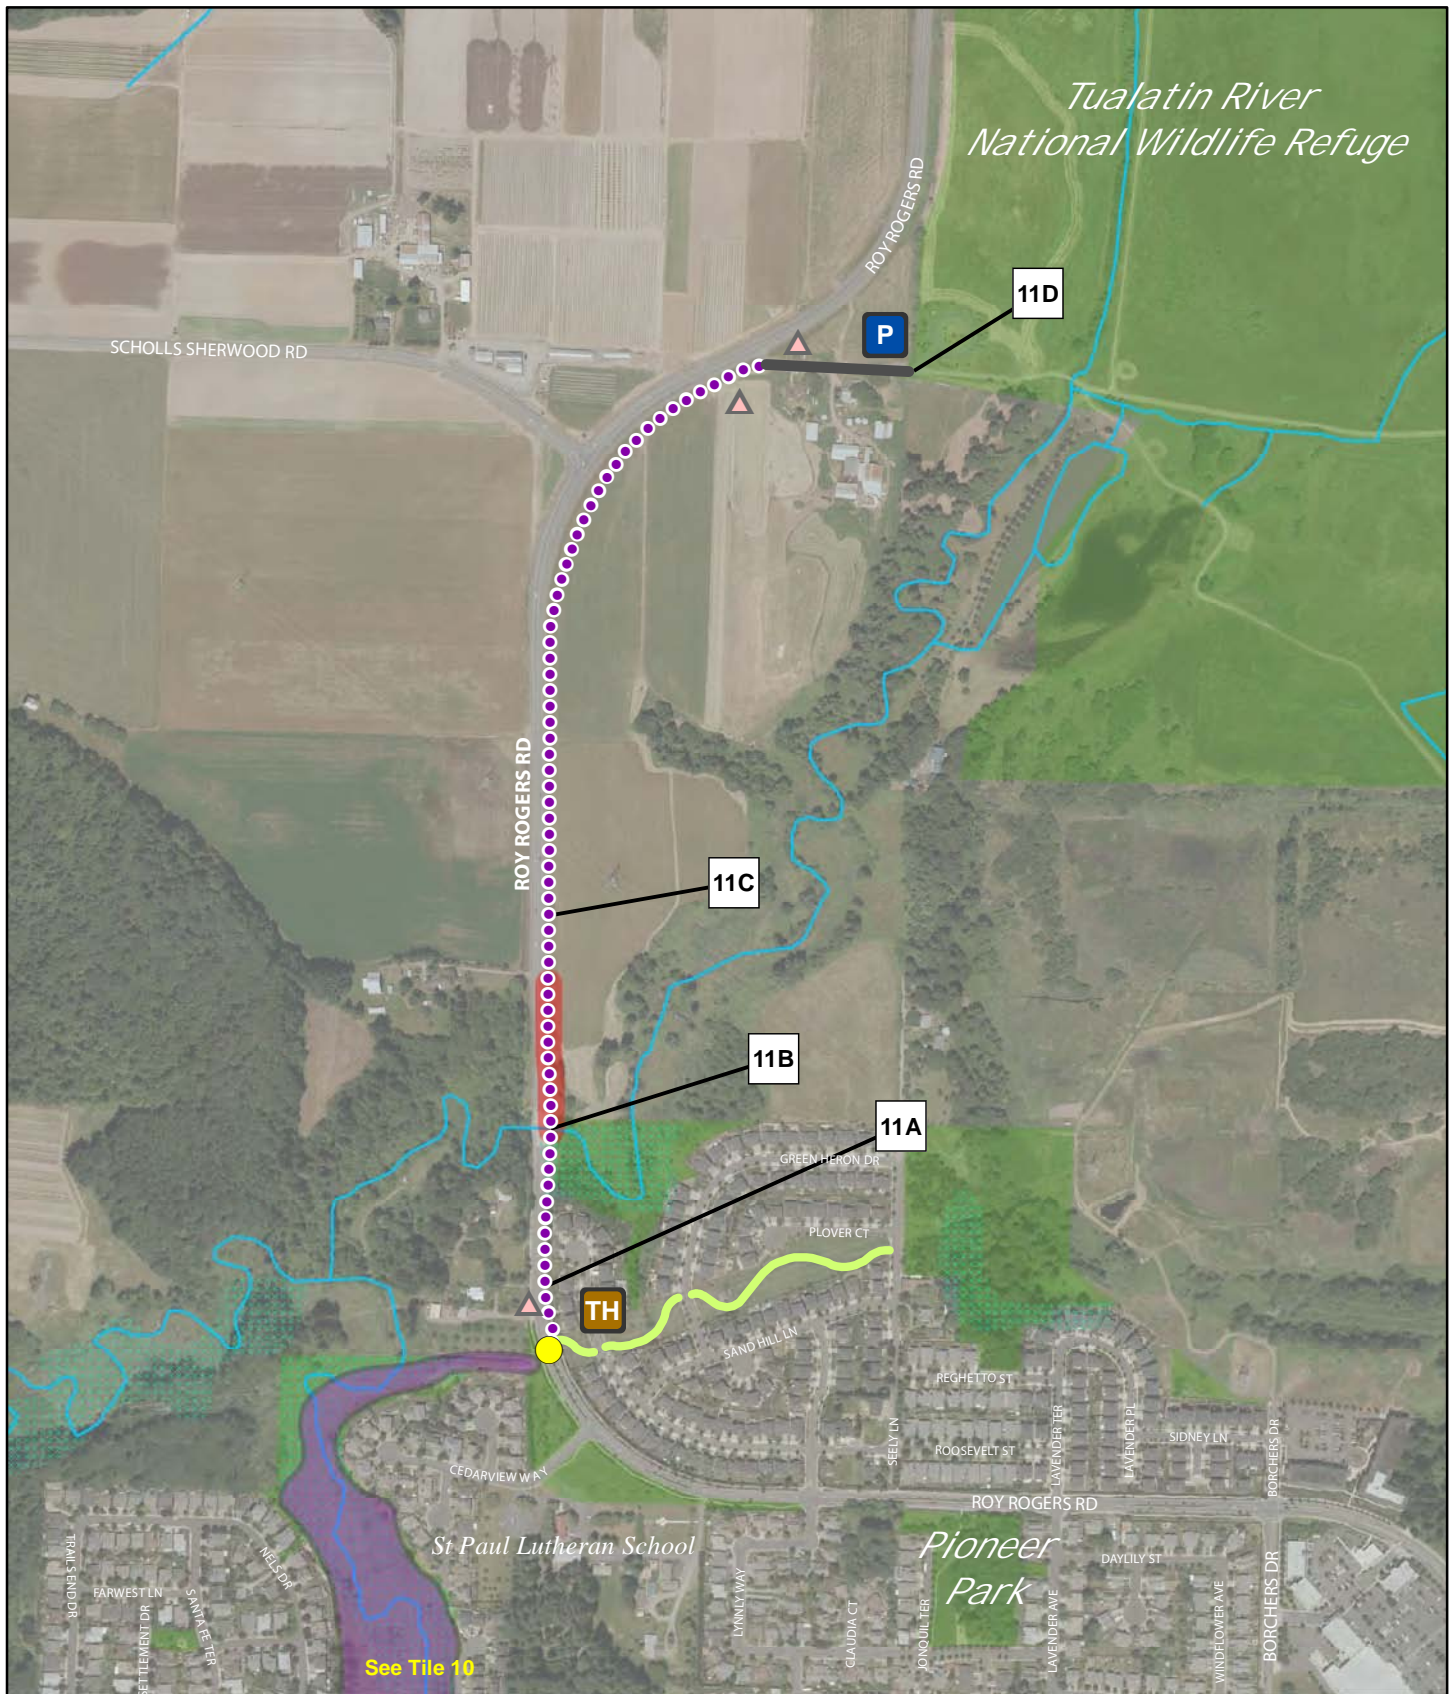 Tualatin River
National Wildlife Refuge
ROY ROGERS RD
11D
P
SCHOLLS SHERWOOD RD
ROY ROGERS RD
11C
11B
11A
GREEN HERON DR
PLOVER CT
TH
SAND HILL LN
REGHETTO ST
LAVENDER TER
LAVENDER PL
SIDNEY LN
BORCHERS DR
SEELY LN
ROOSEVELT ST
CEDARVIEW WAY
ROY ROGERS RD
St Paul Lutheran School
Pioneer
Park
DAYLILY ST
TRAILS END DR
NELS DR
FARWEST LN
SETTLEMENT DR
SANTA FE TER
LYNNLY WAY
CLAUDIA CT
JONQUIL TER
LAVENDER AVE
WINDFLOWER AVE
BORCHERS DR
See Tile 10